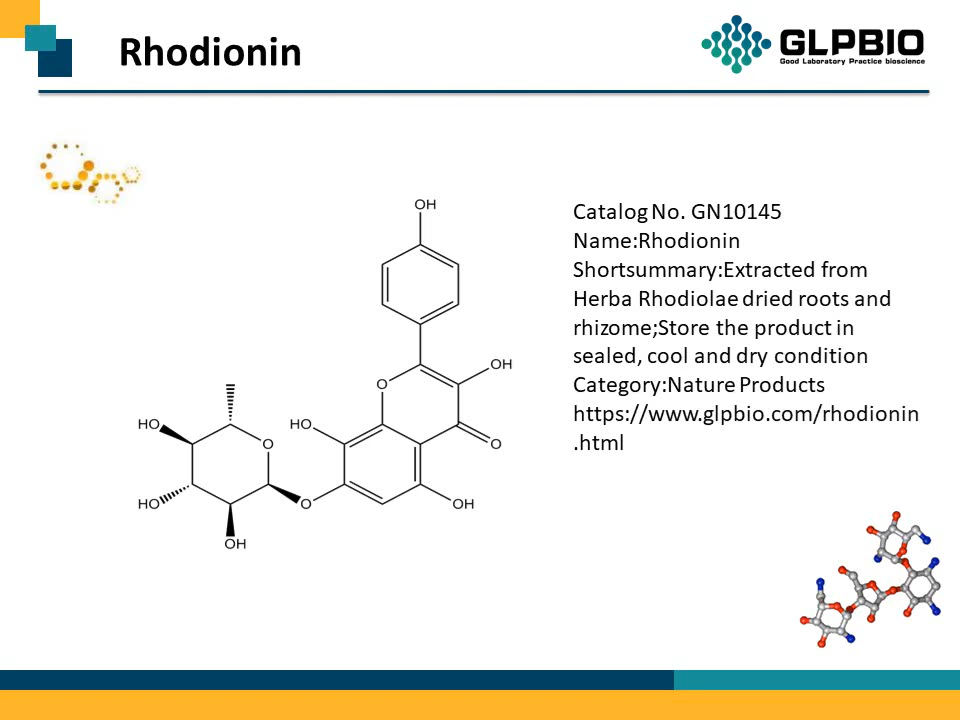 Rhodionin
GLPBIO
Good Laboratory Practice bioscience
OH
OH
O
HO
HO
O
O
HO
O
OH
OH
Catalog No. GN10145
Name:Rhodionin
Shortsummary:Extracted from
Herba Rhodiolae dried roots and
rhizome;Store the product in
sealed, cool and dry condition
Category:Nature Products
https://www.glpbio.com/rhodionin
.html